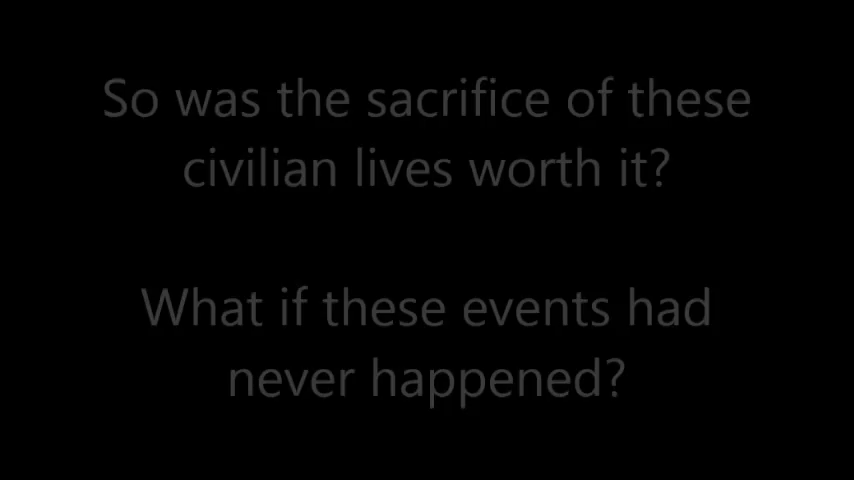 So was the sacrifice of these
civilian lives worth it?
What if these events had
never happened?